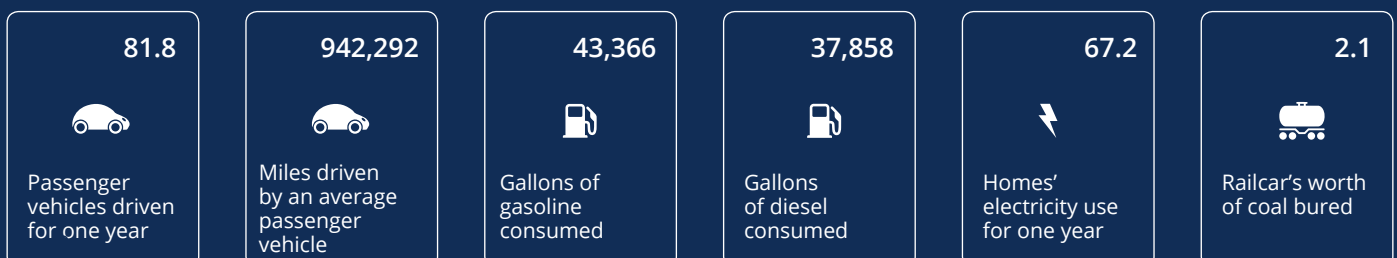 81.8
Passenger
vehicles driven
for one year
942,292
Miles driven
by an average
passenger
vehicle
43,366
Gallons of
gasoline
consumed
37,858
Gallons
of diesel
consumed
67.2
Homes’
electricity use
for one year
2.1
Railcar’s worth
of coal bured